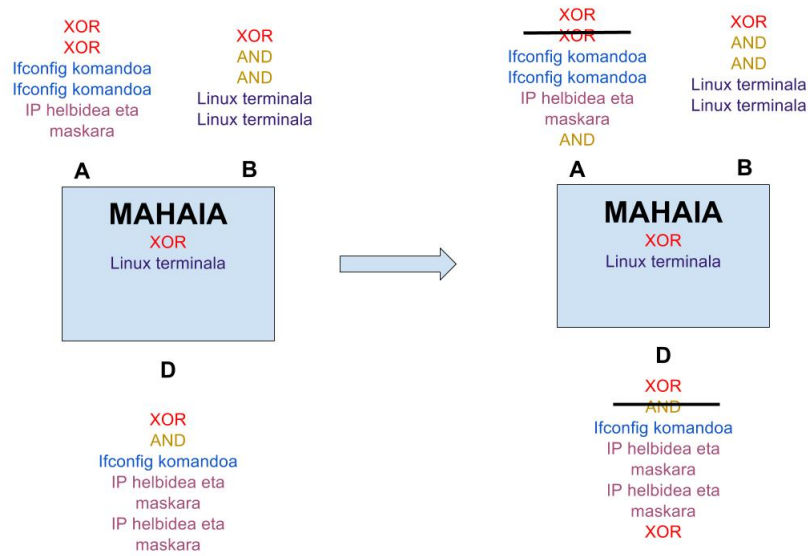 XOR
XOR
Ifconfig komandoa
Ifconfig komandoa
IP helbidea eta
maskara
XOR
AND
AND
Linux terminala
Linux terminala
A
B
MAHAIA
XOR
Linux terminala
D
XOR
AND
Ifconfig komandoa
IP helbidea eta
maskara
IP helbidea eta
maskara
XOR
XOR
Ifconfig komandoa
Ifconfig komandoa
IP helbidea eta
maskara
AND
XOR
AND
AND
Linux terminala
Linux terminala
A
B
MAHAIA
XOR
Linux terminala
D
XOR
AND
Ifconfig komandoa
IP helbidea eta
maskara
IP helbidea eta
maskara
XOR